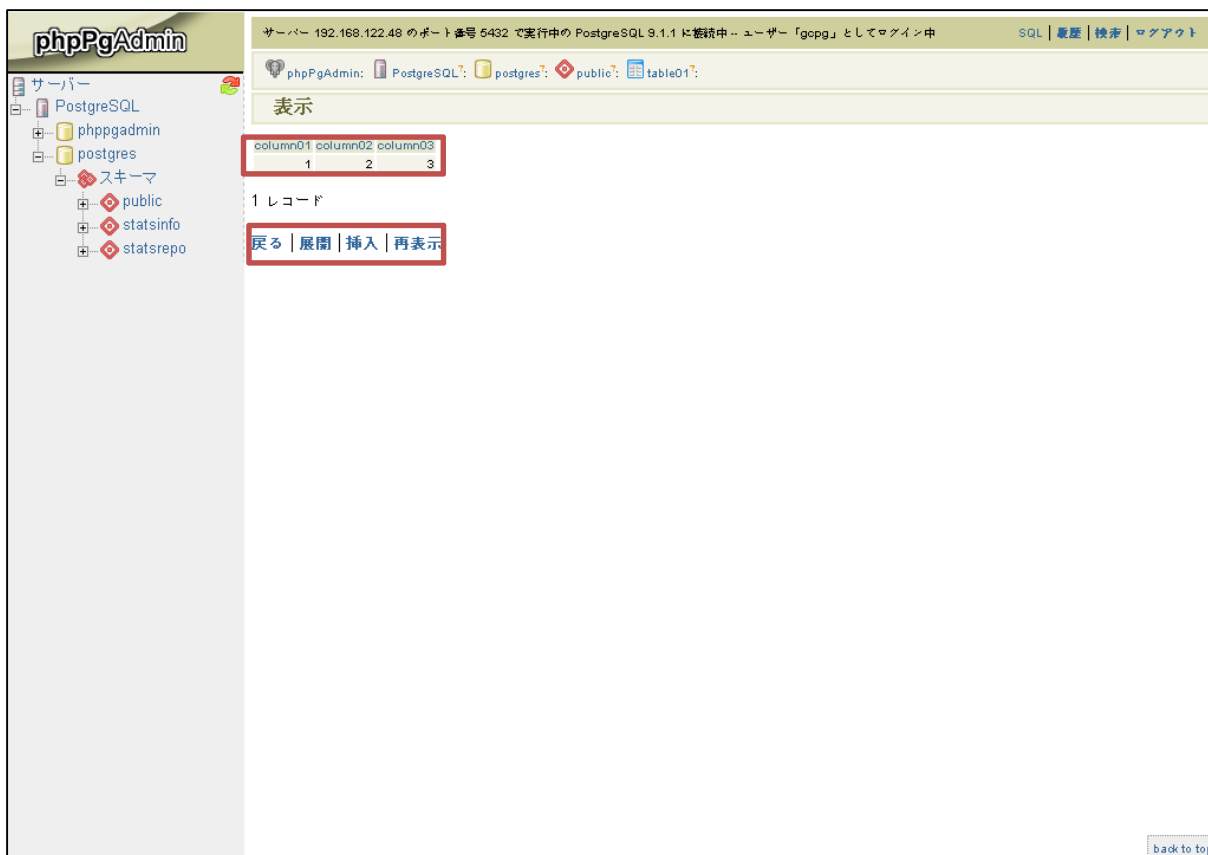 phpPgAdmin
サーバー 192.168.122.48 のポート番号 5432 で実行中の PostgreSQL 9.1.1 に接続中 -- ユーザー「gopg」としてログイン中
SQL | 履歴 | 検索 | ログアウト
phpPgAdmin: PostgreSQL?: postgres?: public?: table01?:
表示
サーバー
PostgreSQL
phppgadmin
postgres
スキーマ
public
statsinfo
statsrepo
column01 column02 column03
1 2 3
1 レコード
戻る | 展開 | 挿入 | 再表示
back to top